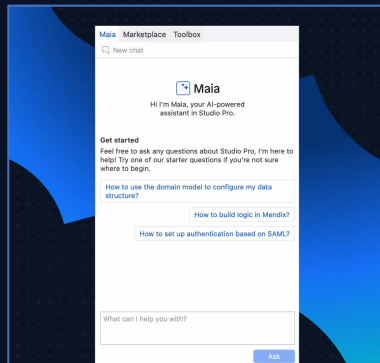 Maia Marketplace Toolbox
New chat
Maia
Hi I'm Maia, your AI-powered
assistant in Studio Pro.
Get started
Feel free to ask any questions about Studio Pro, I'm here to
help! Try one of our starter questions if you're not sure
where to begin.
How to use the domain model to configure my data
structure?
How to build logic in Mendix?
How to set up authentication based on SAML?
What can I help you with?
Ask